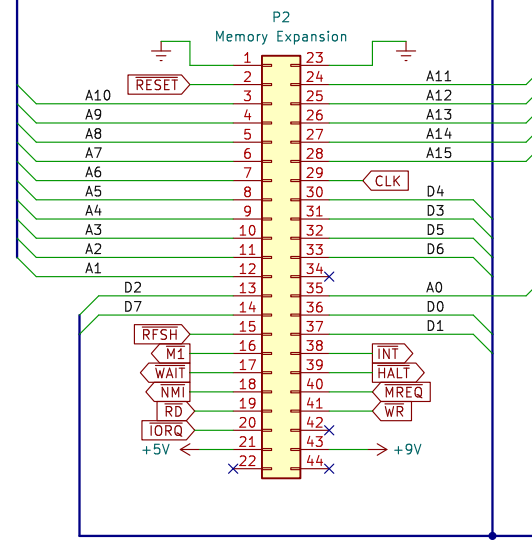 P2
Memory Expansion
1 23
RESET 2 24 A11
A10 3 25 A12
A9 4 26 A13
A8 5 27 A14
A7 6 28 A15
A6 7 29 CLK
A5 8 30 D4
A4 9 31 D3
A3 10 32 D5
A2 11 33 D6
A1 12 34
D2 13 35 A0
D7 14 36 D0
RFSH 15 37 D1
M1 16 38 INT
WAIT 17 39 HALT
NMI 18 40 MREQ
RD 19 41 WR
IORQ 20 42
+5V 21 43 +9V
22 44